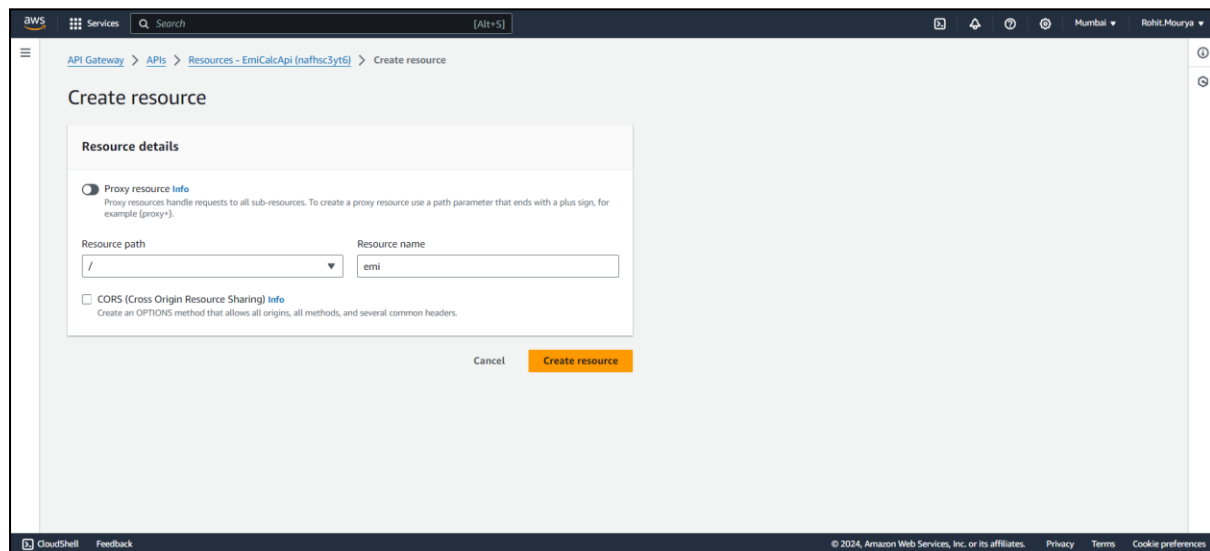 aws Services Search [Alt+S] Mumbai Rohit.Mourya
API Gateway > APIs > Resources - EmiCalcApi (nafhsc3yt6) > Create resource
Create resource
Resource details
Proxy resource Info
Proxy resources handle requests to all sub-resources. To create a proxy resource use a path parameter that ends with a plus sign, for
example {proxy+}.
Resource path Resource name
/ emi
CORS (Cross Origin Resource Sharing) Info
Create an OPTIONS method that allows all origins, all methods, and several common headers.
Cancel Create resource
CloudShell Feedback © 2024, Amazon Web Services, Inc. or its affiliates. Privacy Terms Cookie preferences